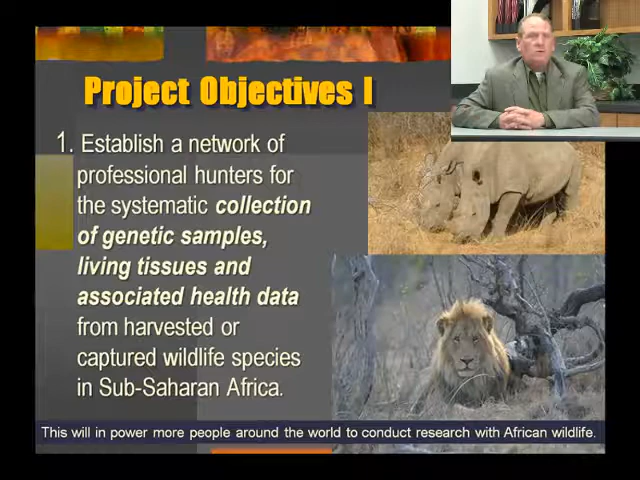 Project Objectives I
1. Establish a network of
professional hunters for
the systematic collection
of genetic samples,
living tissues and
associated health data
from harvested or
captured wildlife species
in Sub-Saharan Africa.
This will in power more people around the world to conduct research with African wildlife.